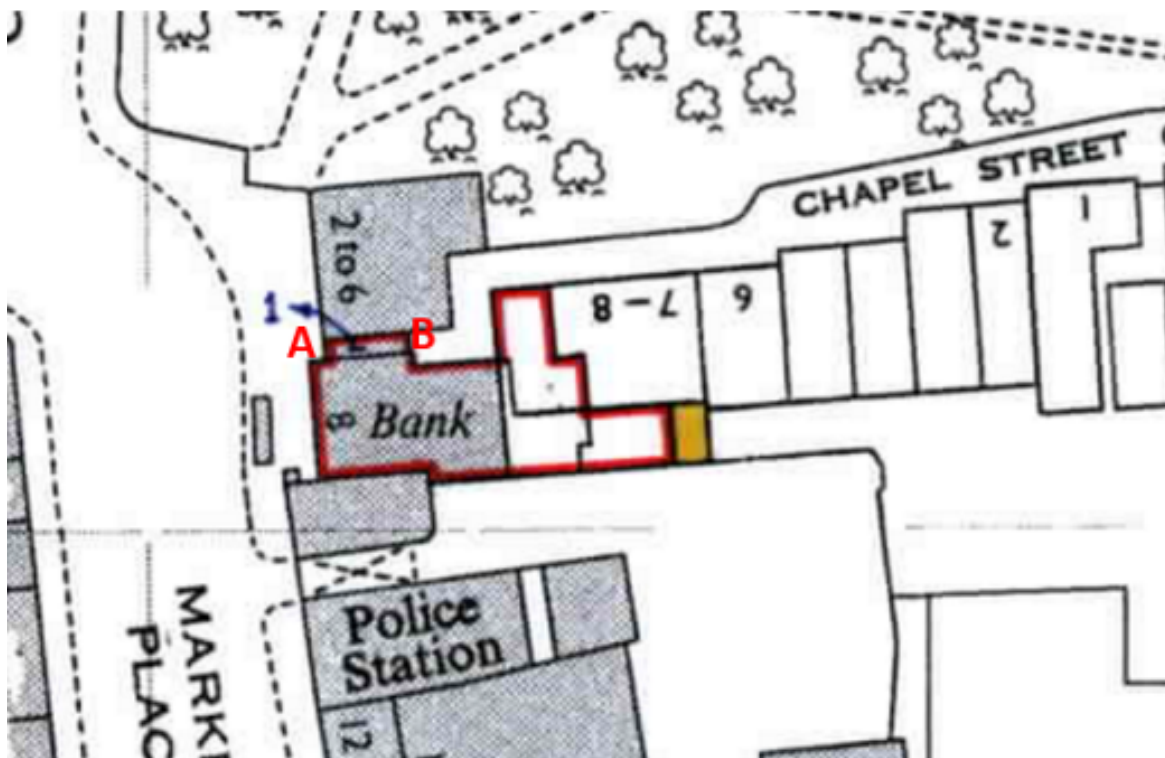 CHAPEL STREET
2 to 6
1
A
B
7 — 8
6
2
1
8
Bank
MARK
PLAC
Police
Station
12